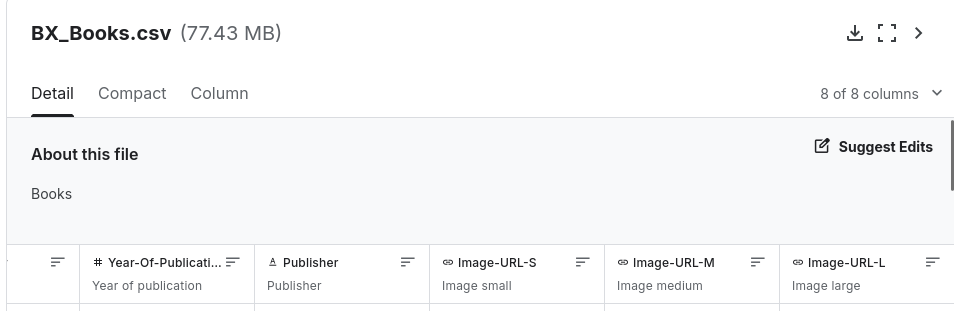 BX_Books.csv (77.43 MB)
Detail Compact Column 8 of 8 columns
About this file
Suggest Edits
Books
Year-Of-Publicati... Publisher Image-URL-S Image-URL-M Image-URL-L
Year of publication Publisher Image small Image medium Image large